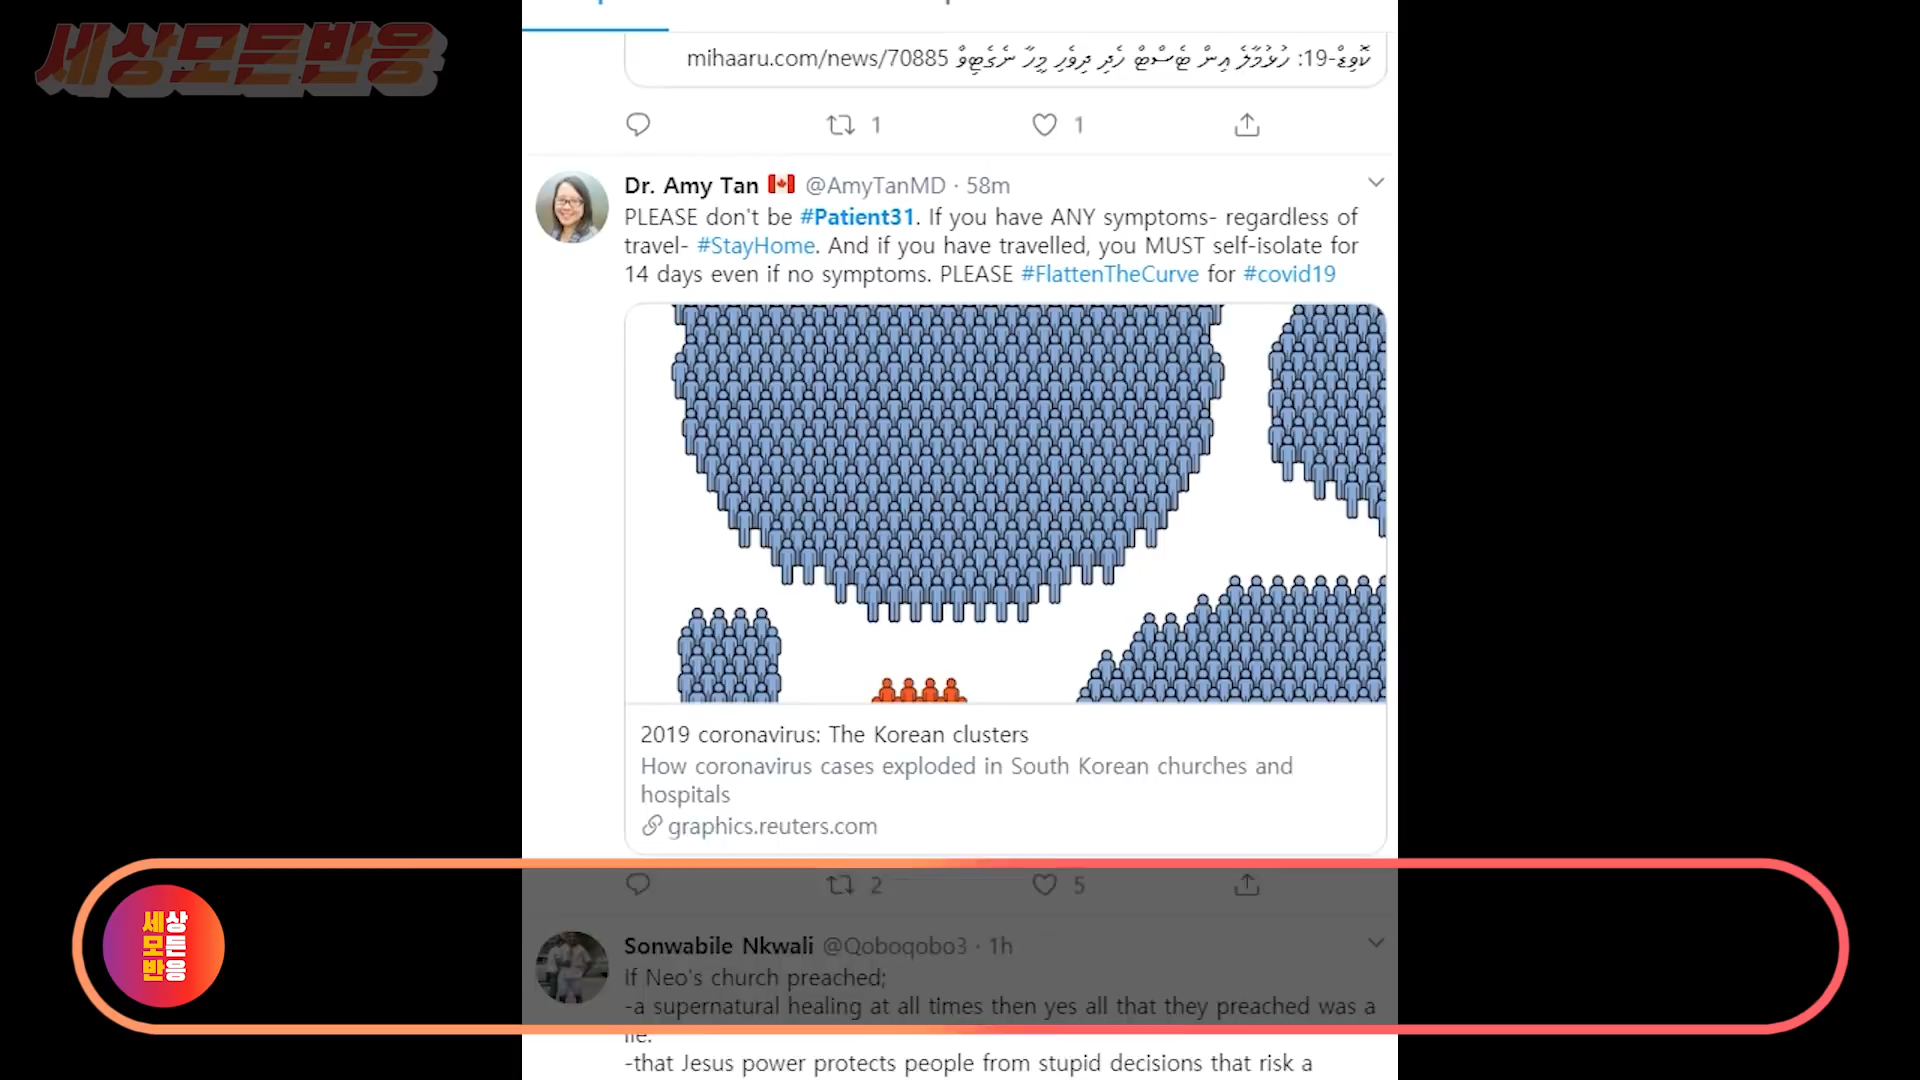 세상모든반응
mihaaru.com/news/70885 ކޮވިޑް-19: ހުޅުމާލެ އިން ޓެސްޓް ހެދި ދިވެހި މީހާ ނެގެޓިވް
1 1
Dr. Amy Tan 🇨🇦 @AmyTanMD · 58m
PLEASE don't be #Patient31. If you have ANY symptoms- regardless of
travel- #StayHome. And if you have travelled, you MUST self-isolate for
14 days even if no symptoms. PLEASE #FlattenTheCurve for #covid19
2019 coronavirus: The Korean clusters
How coronavirus cases exploded in South Korean churches and
hospitals
graphics.reuters.com
2 5
세상
모든
반응
Sonwabile Nkwali @Qoboqobo3 · 1h
If Neo's church preached;
-a supernatural healing at all times then yes all that they preached was a
lie.
-that Jesus power protects people from stupid decisions that risk a